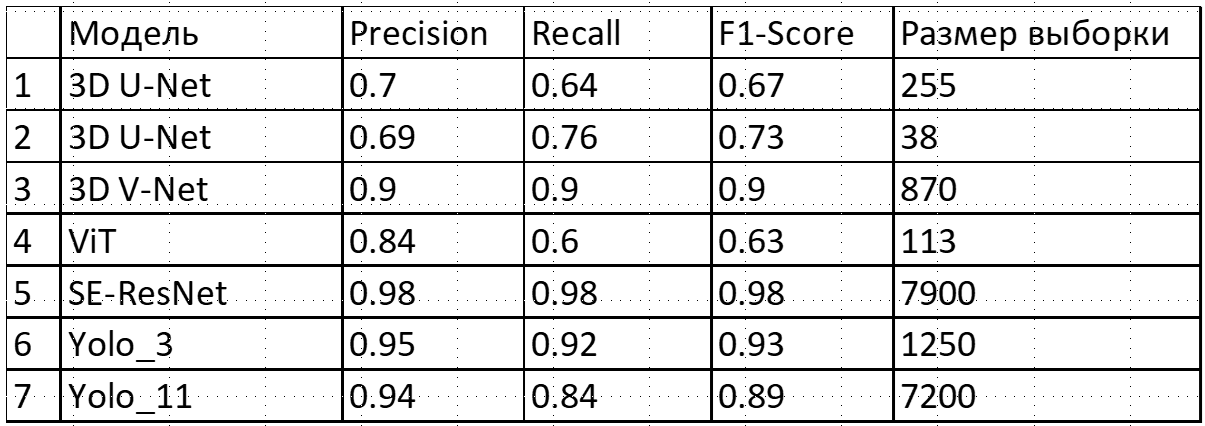 Модель Precision Recall F1-Score Размер выборки
1 3D U-Net 0.7 0.64 0.67 255
2 3D U-Net 0.69 0.76 0.73 38
3 3D V-Net 0.9 0.9 0.9 870
4 ViT 0.84 0.6 0.63 113
5 SE-ResNet 0.98 0.98 0.98 7900
6 Yolo_3 0.95 0.92 0.93 1250
7 Yolo_11 0.94 0.84 0.89 7200